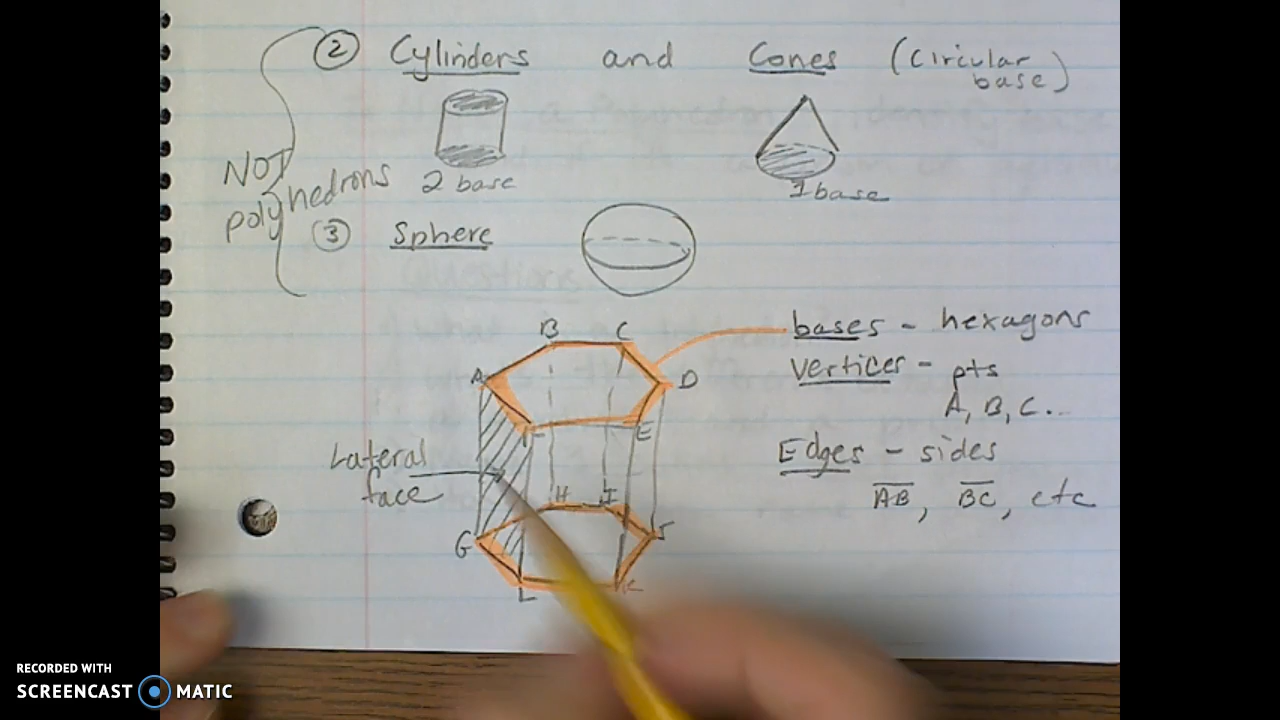 ② Cylinders and Cones (Circular base)
NOT polyhedrons
2 base
1 base
③ Sphere
bases - hexagons
Vertices - pts
A, B, C...
Edges - sides
AB, BC, etc
Lateral face
B C
A D
F E
H I
G J
L K
RECORDED WITH
SCREENCAST MATIC